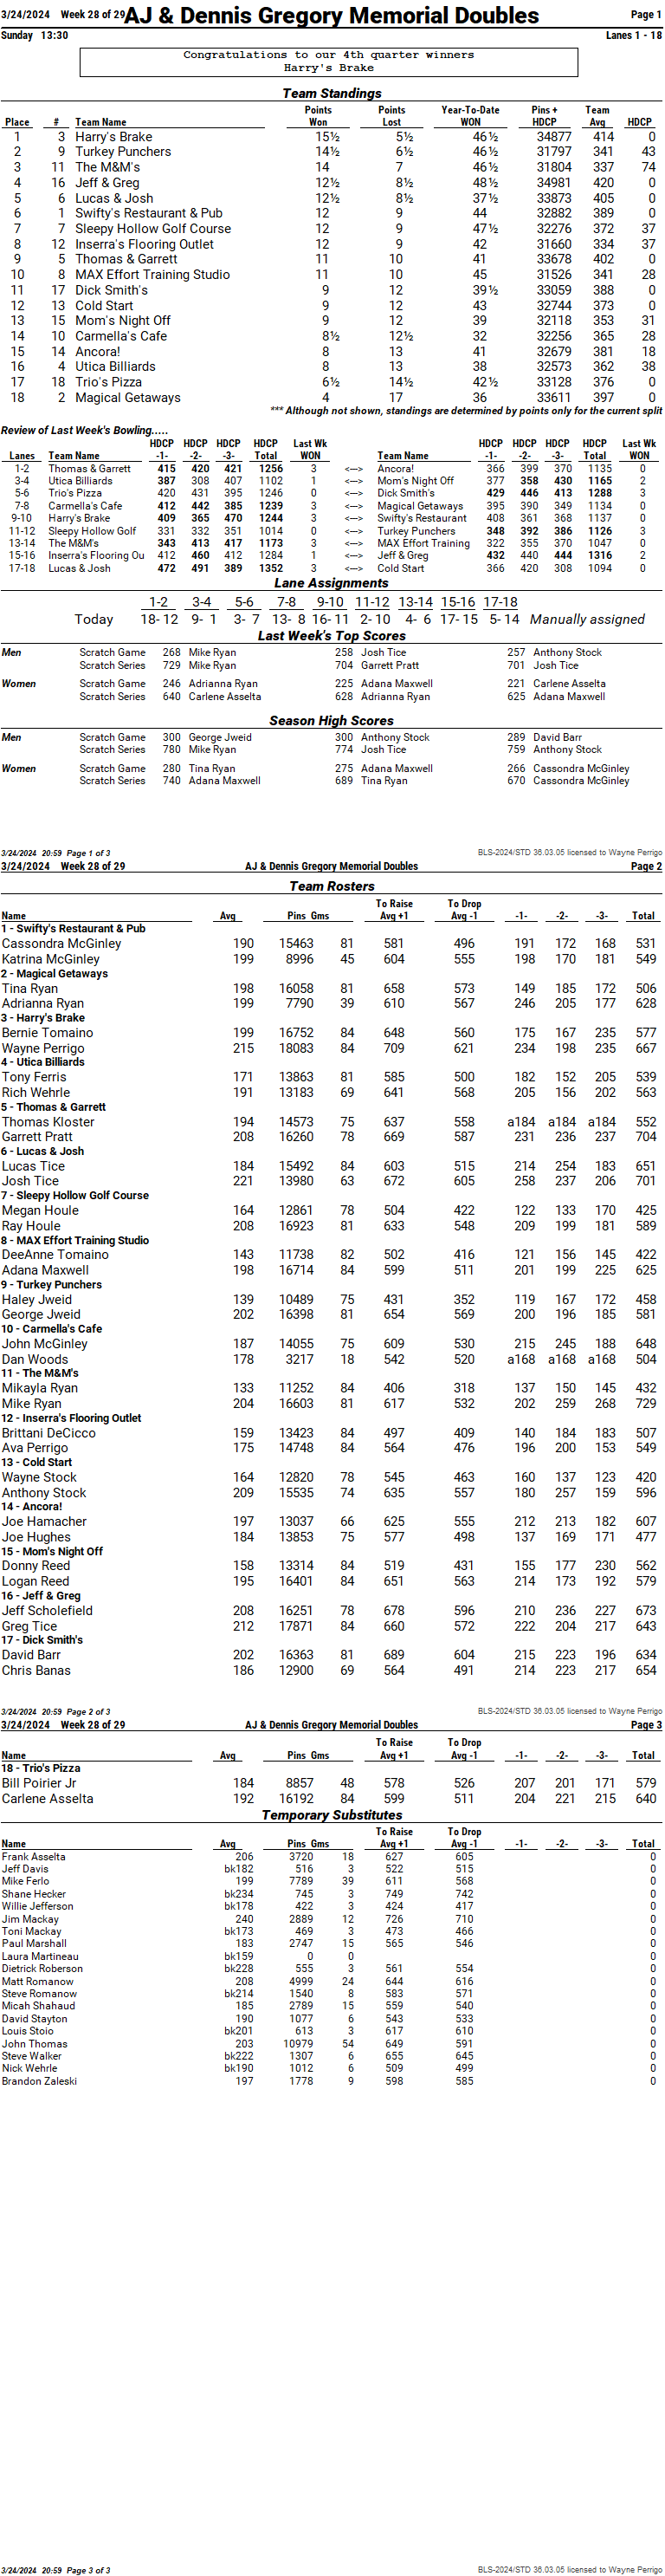 3/24/2024 Week 28 of 29 AJ & Dennis Gregory Memorial Doubles Page 1
Sunday 13:30 Lanes 1 - 18
Congratulations to our 4th quarter winners
Harry's Brake
Team Standings
Points Points Year-To-Date Pins + Team
Place # Team Name Won Lost WON HDCP Avg HDCP
1 3 Harry's Brake 15½ 5½ 46½ 34877 414 0
2 9 Turkey Punchers 14½ 6½ 46½ 31797 341 43
3 11 The M&M's 14 7 46½ 31804 337 74
4 16 Jeff & Greg 12½ 8½ 48½ 34981 420 0
5 6 Lucas & Josh 12½ 8½ 37½ 33873 405 0
6 1 Swifty's Restaurant & Pub 12 9 44 32882 389 0
7 7 Sleepy Hollow Golf Course 12 9 47½ 32276 372 37
8 12 Inserra's Flooring Outlet 12 9 42 31660 334 37
9 5 Thomas & Garrett 11 10 41 33678 402 0
10 8 MAX Effort Training Studio 11 10 45 31526 341 28
11 17 Dick Smith's 9 12 39½ 33059 388 0
12 13 Cold Start 9 12 43 32744 373 0
13 15 Mom's Night Off 9 12 39 32118 353 31
14 10 Carmella's Cafe 8½ 12½ 32 32256 365 28
15 14 Ancora! 8 13 41 32679 381 18
16 4 Utica Billiards 8 13 38 32573 362 38
17 18 Trio's Pizza 6½ 14½ 42½ 33128 376 0
18 2 Magical Getaways 4 17 36 33611 397 0
*** Although not shown, standings are determined by points only for the current split
Review of Last Week's Bowling.....
HDCP HDCP HDCP HDCP Last Wk HDCP HDCP HDCP HDCP Last Wk
Lanes Team Name -1- -2- -3- Total WON Team Name -1- -2- -3- Total WON
1-2 Thomas & Garrett 415 420 421 1256 3 <---> Ancora! 366 399 370 1135 0
3-4 Utica Billiards 387 308 407 1102 1 <---> Mom's Night Off 377 358 430 1165 2
5-6 Trio's Pizza 420 431 395 1246 0 <---> Dick Smith's 429 446 413 1288 3
7-8 Carmella's Cafe 412 442 385 1239 3 <---> Magical Getaways 395 390 349 1134 0
9-10 Harry's Brake 409 365 470 1244 3 <---> Swifty's Restaurant 408 361 368 1137 0
11-12 Sleepy Hollow Golf 331 332 351 1014 0 <---> Turkey Punchers 348 392 386 1126 3
13-14 The M&M's 343 413 417 1173 3 <---> MAX Effort Training 322 355 370 1047 0
15-16 Inserra's Flooring Ou 412 460 412 1284 1 <---> Jeff & Greg 432 440 444 1316 2
17-18 Lucas & Josh 472 491 389 1352 3 <---> Cold Start 366 420 308 1094 0
Lane Assignments
1-2 3-4 5-6 7-8 9-10 11-12 13-14 15-16 17-18
Today 18- 12 9- 1 3- 7 13- 8 16- 11 2- 10 4- 6 17- 15 5- 14 Manually assigned
Last Week's Top Scores
Men Scratch Game 268 Mike Ryan 258 Josh Tice 257 Anthony Stock
Scratch Series 729 Mike Ryan 704 Garrett Pratt 701 Josh Tice
Women Scratch Game 246 Adrianna Ryan 225 Adana Maxwell 221 Carlene Asselta
Scratch Series 640 Carlene Asselta 628 Adrianna Ryan 625 Adana Maxwell
Season High Scores
Men Scratch Game 300 George Jweid 300 Anthony Stock 289 David Barr
Scratch Series 780 Mike Ryan 774 Josh Tice 759 Anthony Stock
Women Scratch Game 280 Tina Ryan 275 Adana Maxwell 266 Cassondra McGinley
Scratch Series 740 Adana Maxwell 689 Tina Ryan 670 Cassondra McGinley
3/24/2024 20:59 Page 1 of 3 BLS-2024/STD 36.03.05 licensed to Wayne Perrigo
3/24/2024 Week 28 of 29 AJ & Dennis Gregory Memorial Doubles Page 2
Team Rosters
To Raise To Drop
Name Avg Pins Gms Avg +1 Avg -1 -1- -2- -3- Total
1 - Swifty's Restaurant & Pub
Cassondra McGinley 190 15463 81 581 496 191 172 168 531
Katrina McGinley 199 8996 45 604 555 198 170 181 549
2 - Magical Getaways
Tina Ryan 198 16058 81 658 573 149 185 172 506
Adrianna Ryan 199 7790 39 610 567 246 205 177 628
3 - Harry's Brake
Bernie Tomaino 199 16752 84 648 560 175 167 235 577
Wayne Perrigo 215 18083 84 709 621 234 198 235 667
4 - Utica Billiards
Tony Ferris 171 13863 81 585 500 182 152 205 539
Rich Wehrle 191 13183 69 641 568 205 156 202 563
5 - Thomas & Garrett
Thomas Kloster 194 14573 75 637 558 a184 a184 a184 552
Garrett Pratt 208 16260 78 669 587 231 236 237 704
6 - Lucas & Josh
Lucas Tice 184 15492 84 603 515 214 254 183 651
Josh Tice 221 13980 63 672 605 258 237 206 701
7 - Sleepy Hollow Golf Course
Megan Houle 164 12861 78 504 422 122 133 170 425
Ray Houle 208 16923 81 633 548 209 199 181 589
8 - MAX Effort Training Studio
DeeAnne Tomaino 143 11738 82 502 416 121 156 145 422
Adana Maxwell 198 16714 84 599 511 201 199 225 625
9 - Turkey Punchers
Haley Jweid 139 10489 75 431 352 119 167 172 458
George Jweid 202 16398 81 654 569 200 196 185 581
10 - Carmella's Cafe
John McGinley 187 14055 75 609 530 215 245 188 648
Dan Woods 178 3217 18 542 520 a168 a168 a168 504
11 - The M&M's
Mikayla Ryan 133 11252 84 406 318 137 150 145 432
Mike Ryan 204 16603 81 617 532 202 259 268 729
12 - Inserra's Flooring Outlet
Brittani DeCicco 159 13423 84 497 409 140 184 183 507
Ava Perrigo 175 14748 84 564 476 196 200 153 549
13 - Cold Start
Wayne Stock 164 12820 78 545 463 160 137 123 420
Anthony Stock 209 15535 74 635 557 180 257 159 596
14 - Ancora!
Joe Hamacher 197 13037 66 625 555 212 213 182 607
Joe Hughes 184 13853 75 577 498 137 169 171 477
15 - Mom's Night Off
Donny Reed 158 13314 84 519 431 155 177 230 562
Logan Reed 195 16401 84 651 563 214 173 192 579
16 - Jeff & Greg
Jeff Scholefield 208 16251 78 678 596 210 236 227 673
Greg Tice 212 17871 84 660 572 222 204 217 643
17 - Dick Smith's
David Barr 202 16363 81 689 604 215 223 196 634
Chris Banas 186 12900 69 564 491 214 223 217 654
3/24/2024 20:59 Page 2 of 3 BLS-2024/STD 36.03.05 licensed to Wayne Perrigo
3/24/2024 Week 28 of 29 AJ & Dennis Gregory Memorial Doubles Page 3
To Raise To Drop
Name Avg Pins Gms Avg +1 Avg -1 -1- -2- -3- Total
18 - Trio's Pizza
Bill Poirier Jr 184 8857 48 578 526 207 201 171 579
Carlene Asselta 192 16192 84 599 511 204 221 215 640
Temporary Substitutes
To Raise To Drop
Name Avg Pins Gms Avg +1 Avg -1 -1- -2- -3- Total
Frank Asselta 206 3720 18 627 605 0
Jeff Davis bk182 516 3 522 515 0
Mike Ferlo 199 7789 39 611 568 0
Shane Hecker bk234 745 3 749 742 0
Willie Jefferson bk178 422 3 424 417 0
Jim Mackay 240 2889 12 726 710 0
Toni Mackay bk173 469 3 473 466 0
Paul Marshall 183 2747 15 565 546 0
Laura Martineau bk159 0 0 0
Dietrick Roberson bk228 555 3 561 554 0
Matt Romanow 208 4999 24 644 616 0
Steve Romanow bk214 1540 8 583 571 0
Micah Shahaud 185 2789 15 559 540 0
David Stayton 190 1077 6 543 533 0
Louis Stoio bk201 613 3 617 610 0
John Thomas 203 10979 54 649 591 0
Steve Walker bk222 1307 6 655 645 0
Nick Wehrle bk190 1012 6 509 499 0
Brandon Zaleski 197 1778 9 598 585 0
3/24/2024 20:59 Page 3 of 3 BLS-2024/STD 36.03.05 licensed to Wayne Perrigo